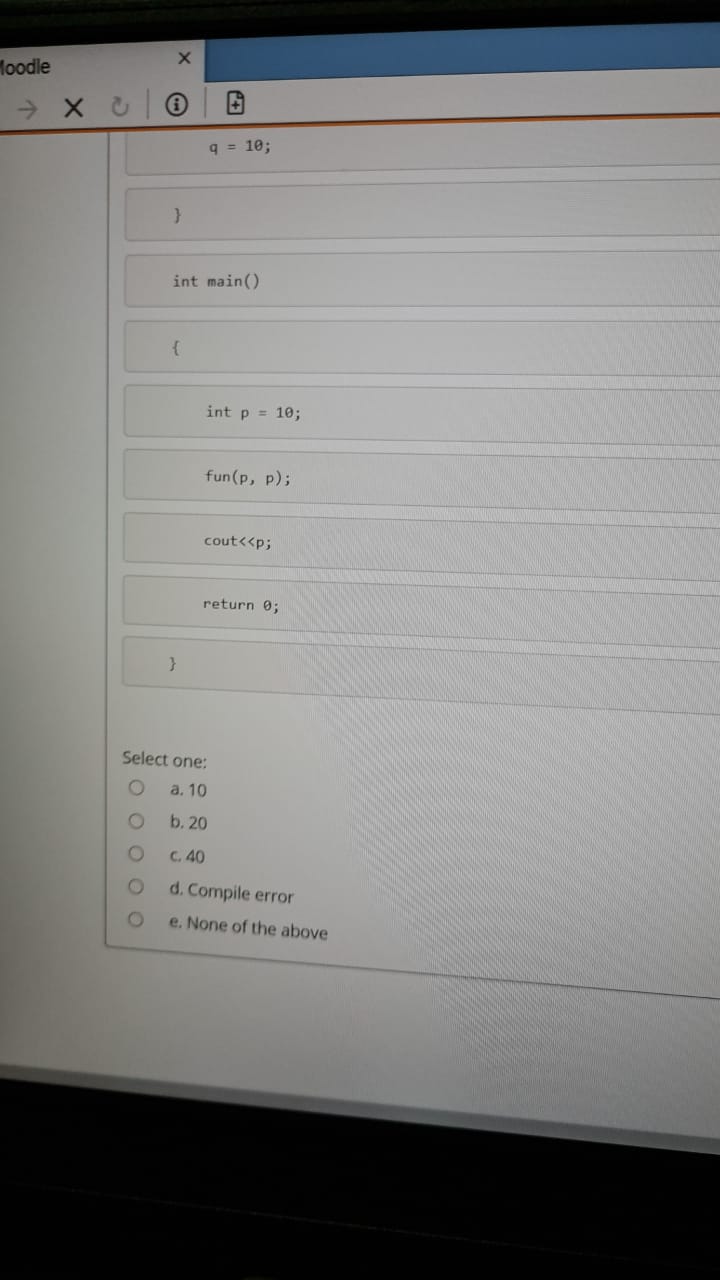 Moodle
q = 10;
}
int main()
{
int p = 10;
fun(p, p);
cout<<p;
return 0;
}
Select one:
a. 10
b. 20
c. 40
d. Compile error
e. None of the above